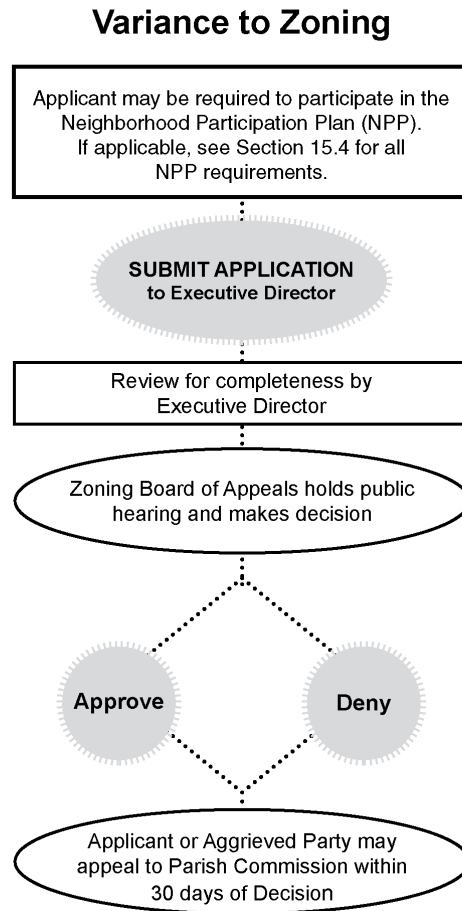 Variance to Zoning
Applicant may be required to participate in the
Neighborhood Participation Plan (NPP).
If applicable, see Section 15.4 for all
NPP requirements.
SUBMIT APPLICATION
to Executive Director
Review for completeness by
Executive Director
Zoning Board of Appeals holds public
hearing and makes decision
Approve
Deny
Applicant or Aggrieved Party may
appeal to Parish Commission within
30 days of Decision